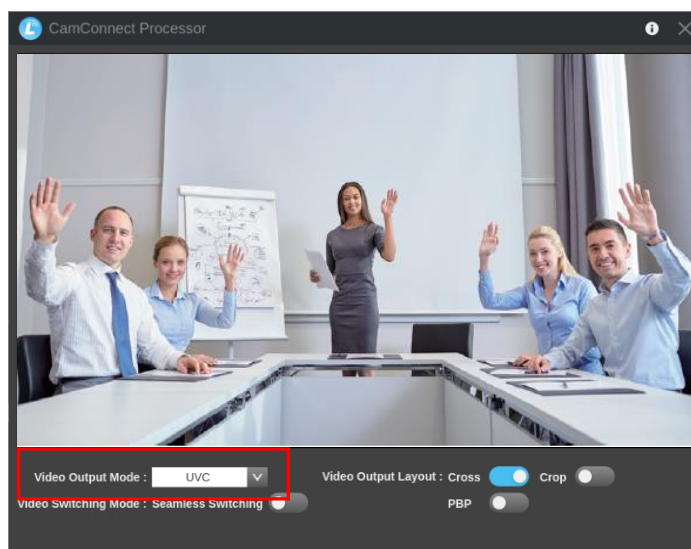 CamConnect Processor
Video Output Mode : UVC
Video Output Layout : Cross Crop
Video Switching Mode : Seamless Switching
PBP